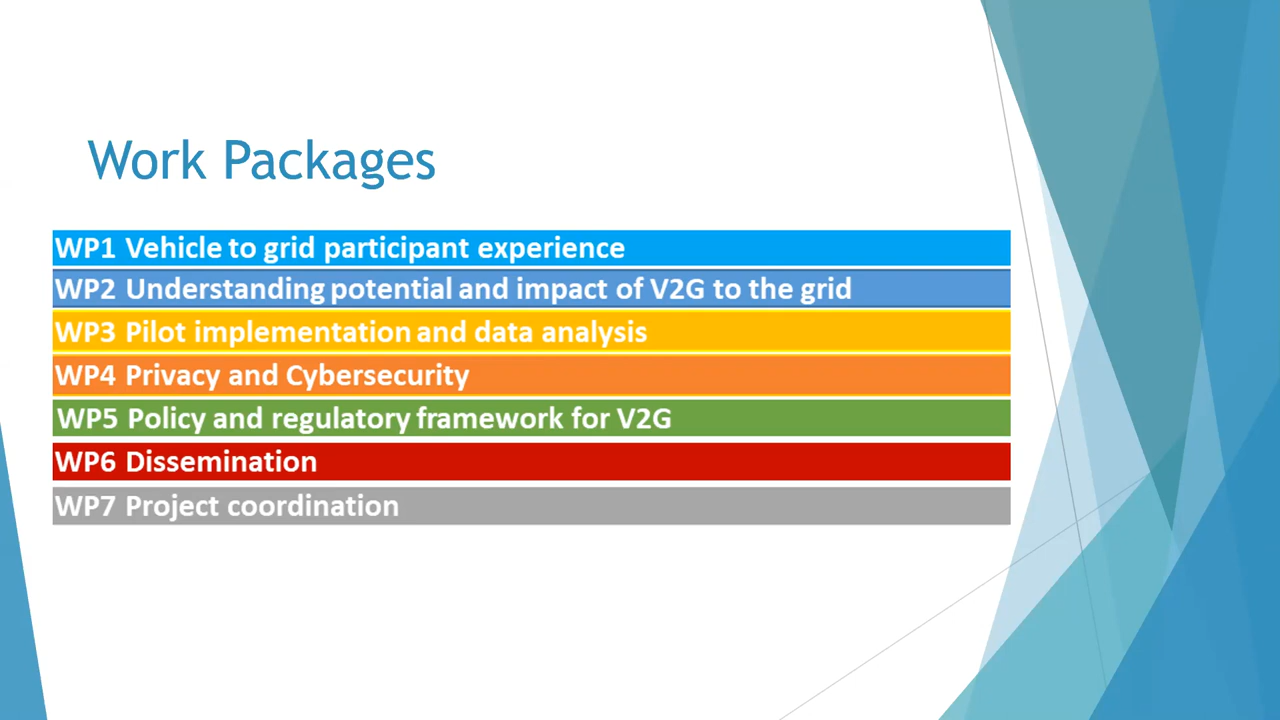 Work Packages
WP1 Vehicle to grid participant experience
WP2 Understanding potential and impact of V2G to the grid
WP3 Pilot implementation and data analysis
WP4 Privacy and Cybersecurity
WP5 Policy and regulatory framework for V2G
WP6 Dissemination
WP7 Project coordination